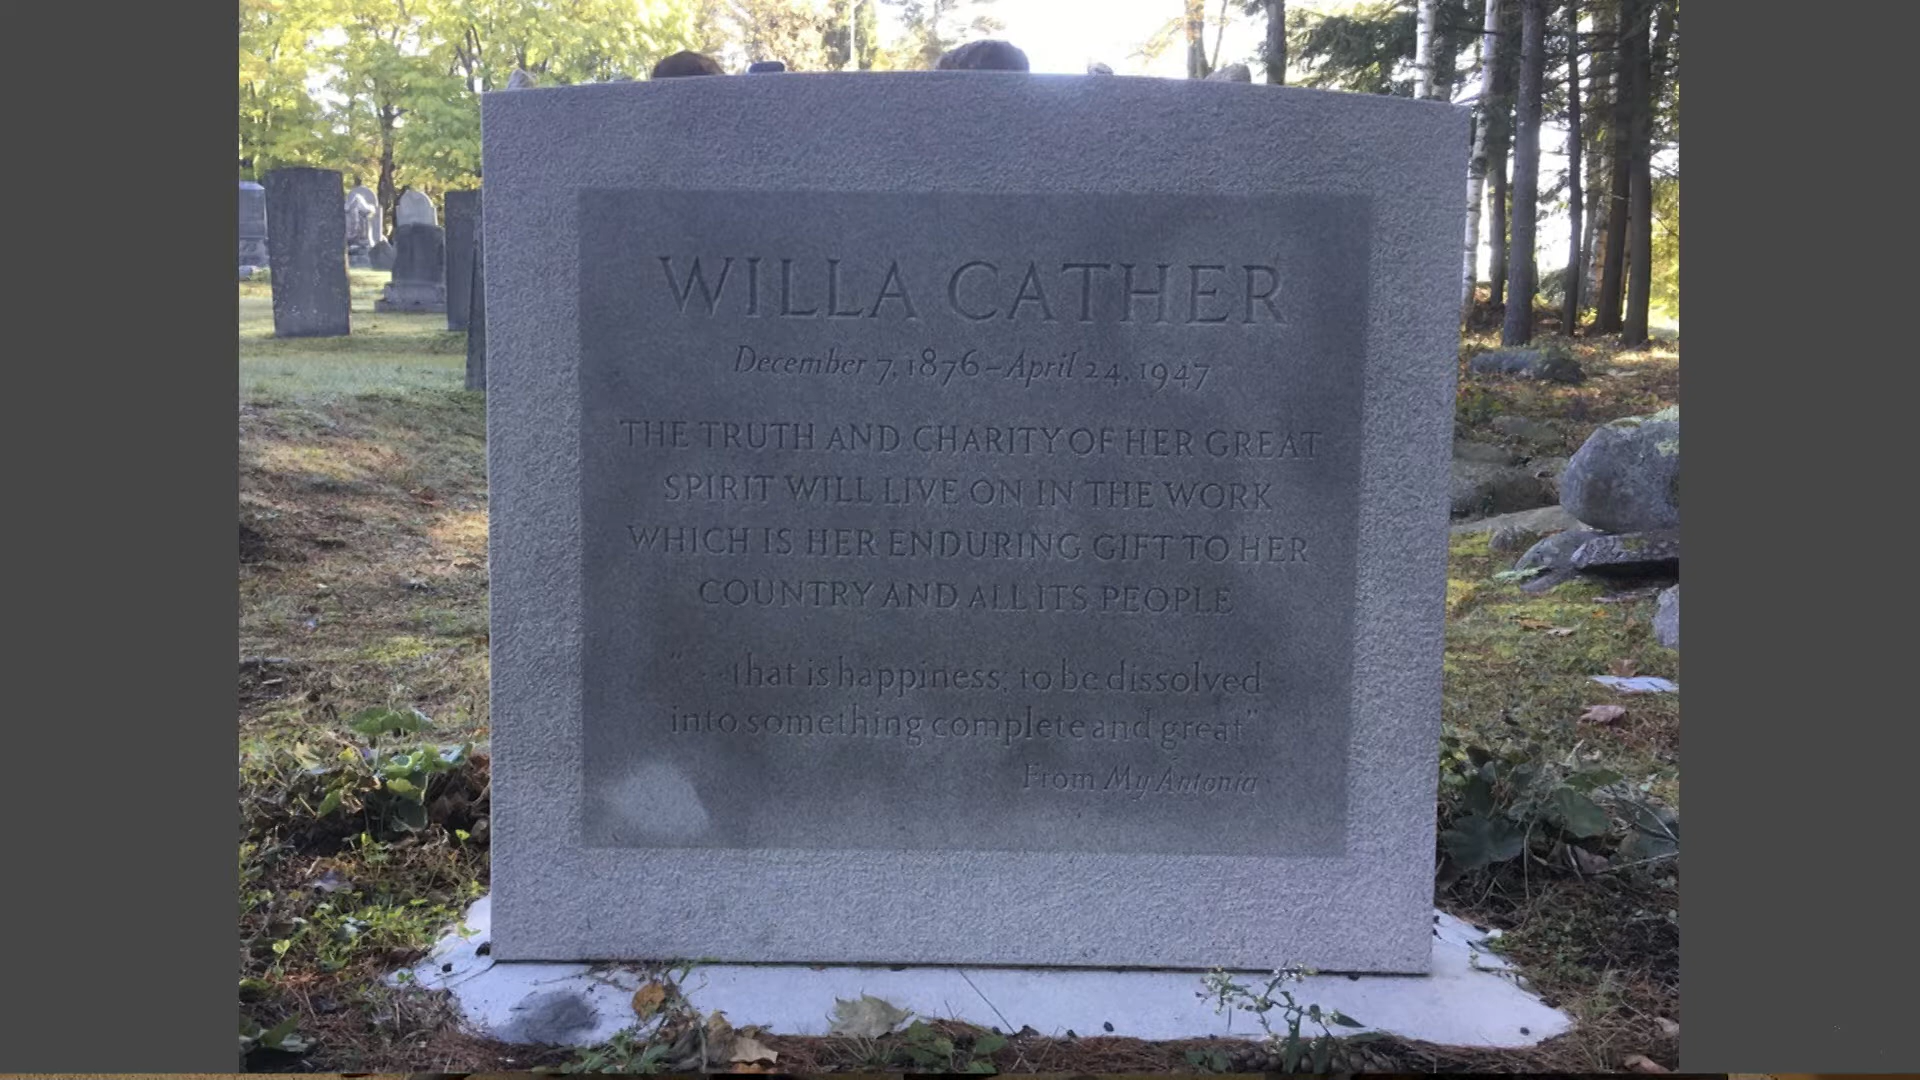 WILLA CATHER
December 7, 1876–April 24, 1947
THE TRUTH AND CHARITY OF HER GREAT
SPIRIT WILL LIVE ON IN THE WORK
WHICH IS HER ENDURING GIFT TO HER
COUNTRY AND ALL ITS PEOPLE
"...that is happiness; to be dissolved
into something complete and great"
From My Antonia